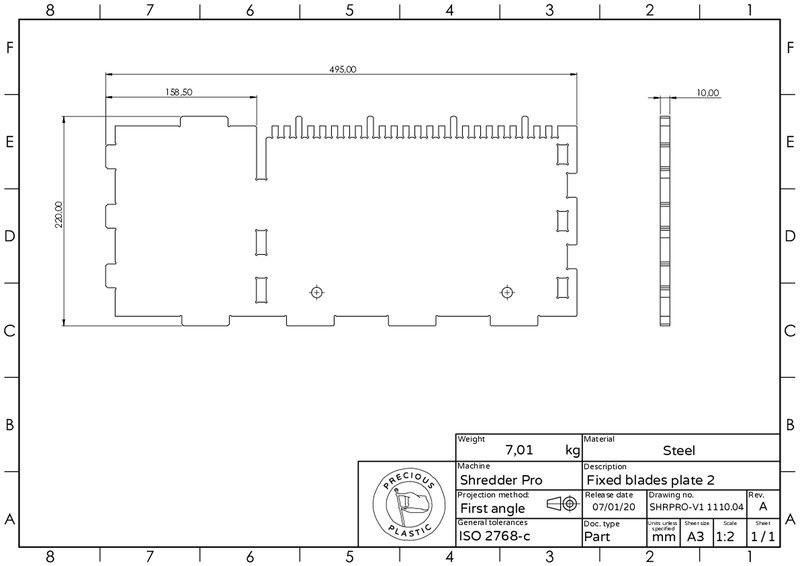 8 7 6 5 4 3 2 1
F F
495,00
158,50
10,00
E E
220,00
D D
C C
B B
Weight
7,01 kg
Material
Steel
Machine
Shredder Pro
Description
Fixed blades plate 2
Projection method:
First angle
Release date
07/01/20
Drawing no.
SHRPRO-V1 1110.04
Rev.
A
General tolerances
ISO 2768-c
Doc. type
Part
Units unless specified
mm
Sheet size
A3
Scale
1:2
Sheet
1/1
PRECIOUS
PLASTIC
A A
8 7 6 5 4 3 2 1